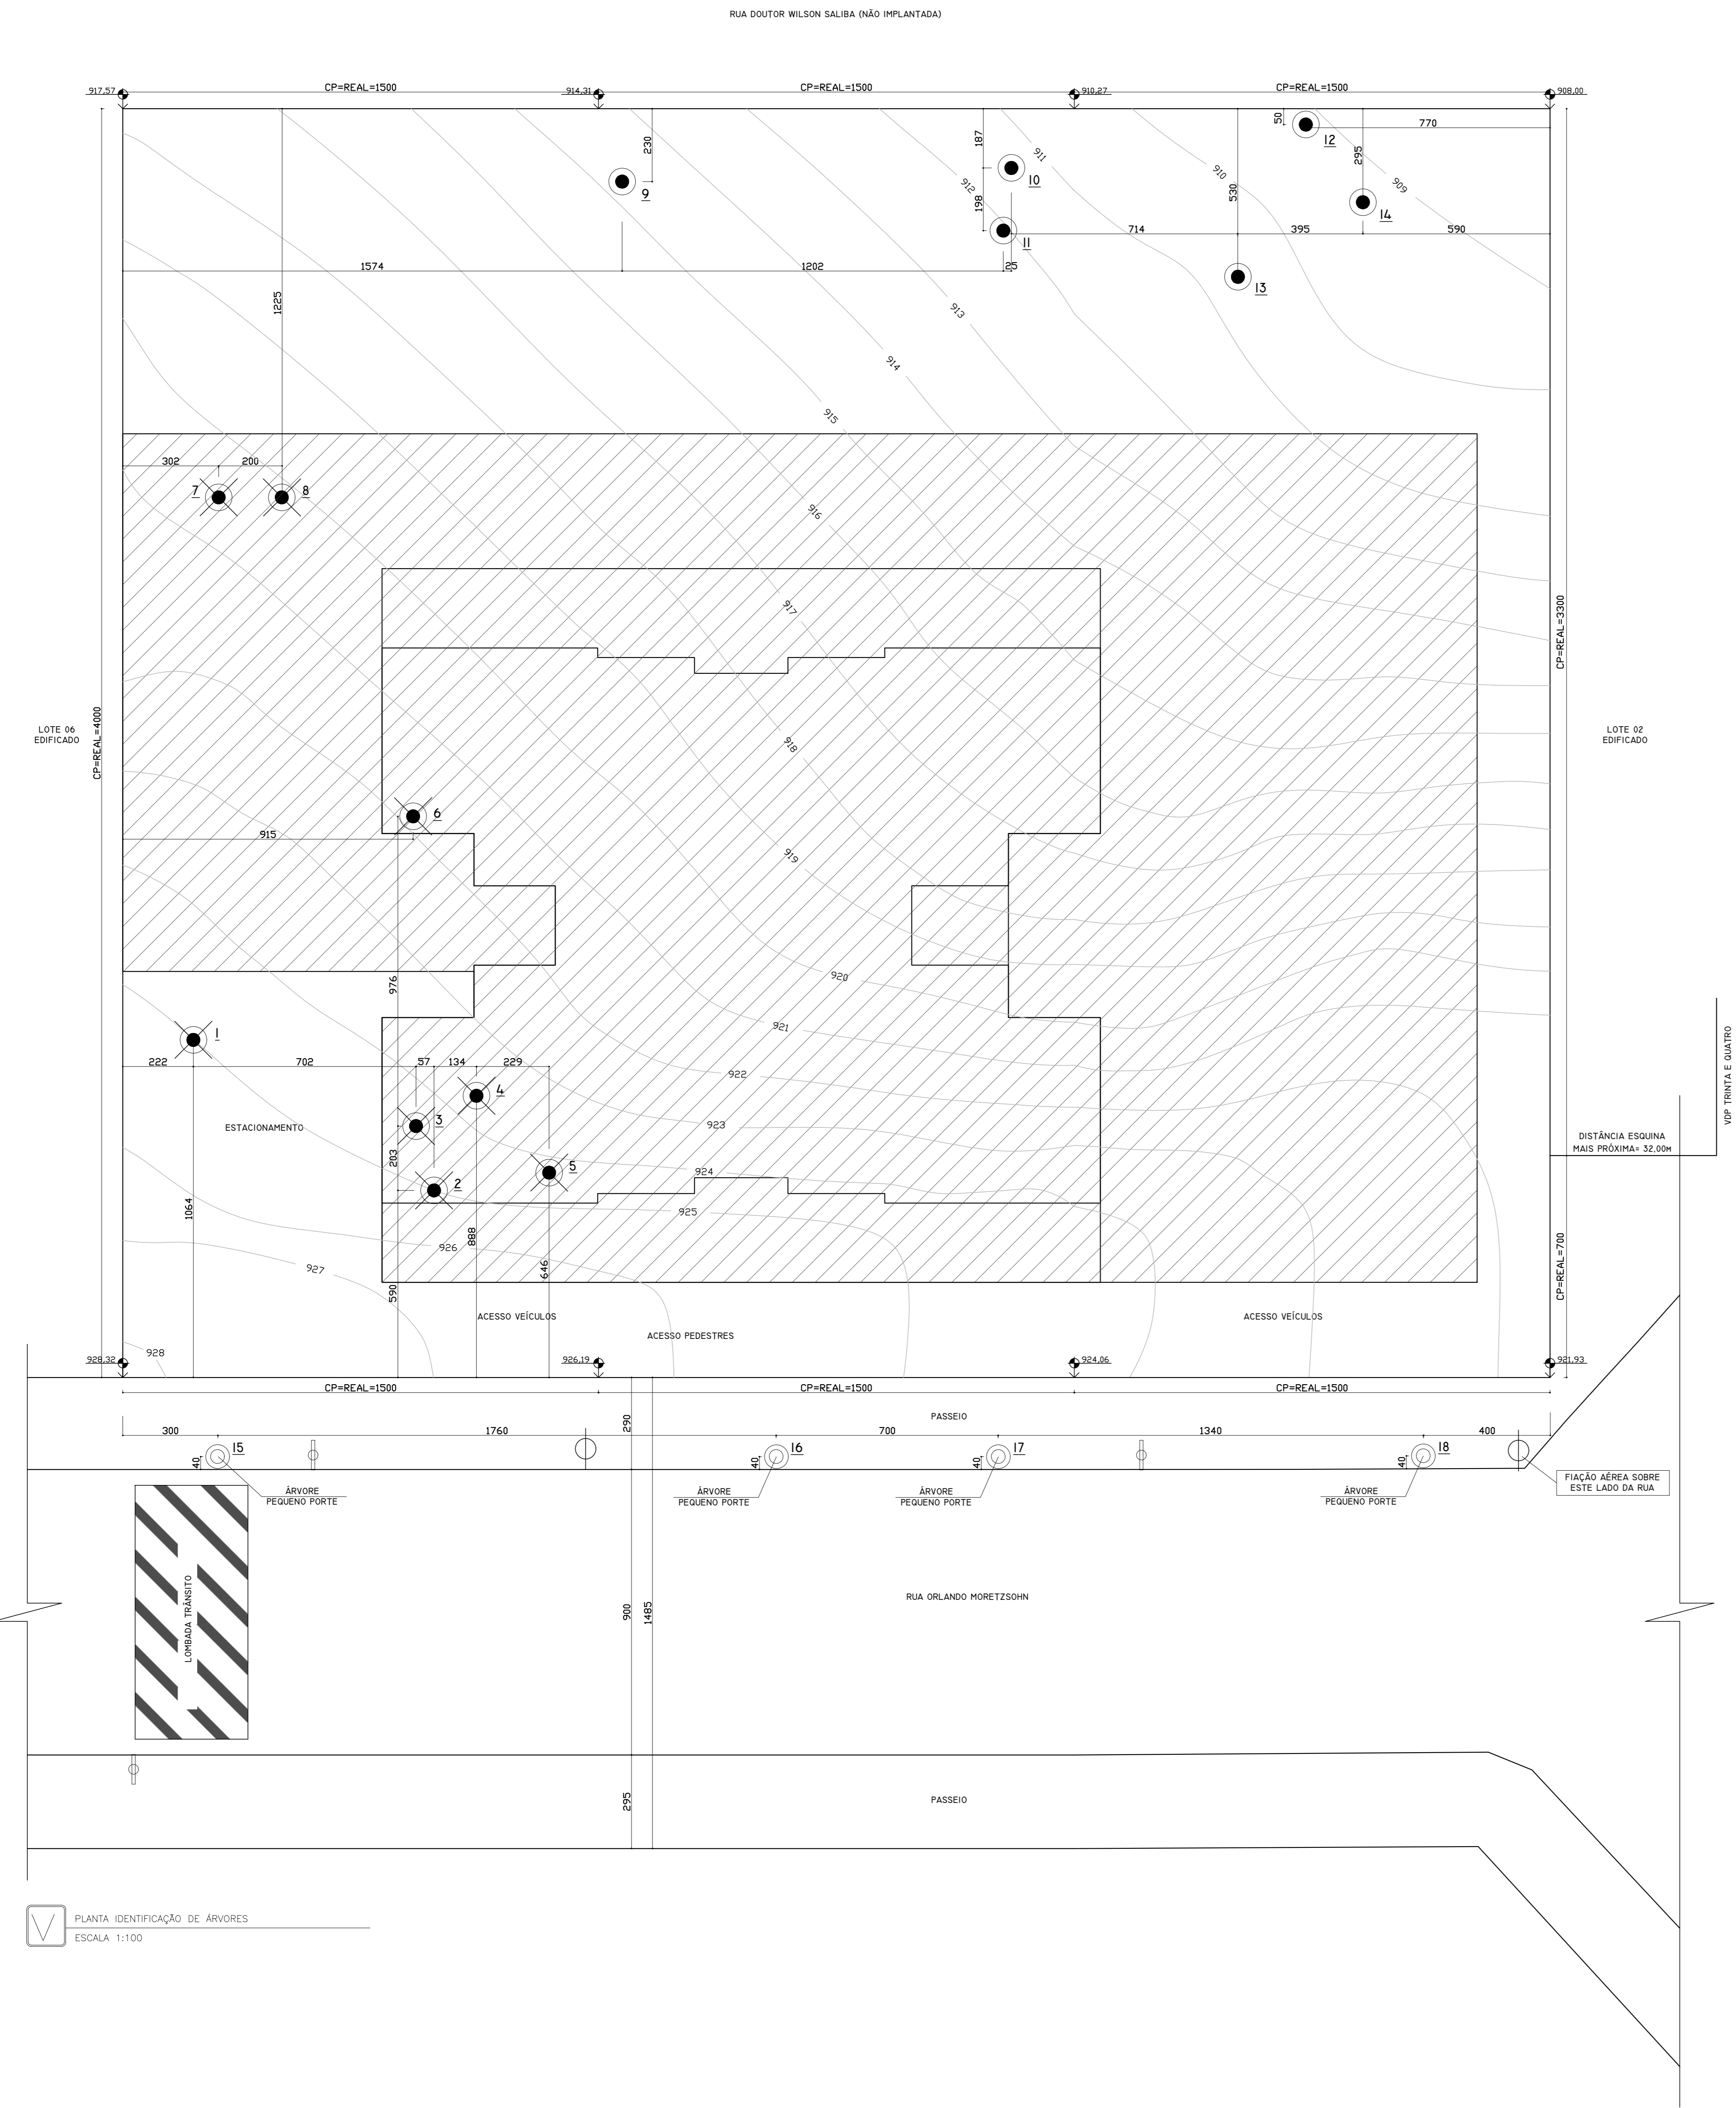 RUA DOUTOR WILSON SALIBA (NÃO IMPLANTADA)
CP=REAL=1500
CP=REAL=1500
CP=REAL=1500
917,57
914,31
910,27
908,00
50
12
770
230
187
911
295
9
10
912
910
909
198
530
14
11
714
395
590
1574
1202
25
13
1225
913
914
915
302
200
7
8
916
917
CP=REAL=3300
LOTE 06
EDIFICADO
CP=REAL=4000
918
LOTE 02
EDIFICADO
6
915
919
976
920
1
921
222
702
57
134
229
922
4
VDP TRINTA E QUATRO
ESTACIONAMENTO
3
923
DISTÂNCIA ESQUINA
MAIS PRÓXIMA= 32,00M
203
5
924
2
1064
925
888
926
927
646
590
CP=REAL=700
ACESSO VEÍCULOS
ACESSO VEÍCULOS
ACESSO PEDESTRES
928
928,32
926,19
924,06
921,93
CP=REAL=1500
CP=REAL=1500
CP=REAL=1500
PASSEIO
290
300
1760
700
1340
400
15
16
17
18
40
40
40
40
ÁRVORE
PEQUENO PORTE
ÁRVORE
PEQUENO PORTE
ÁRVORE
PEQUENO PORTE
ÁRVORE
PEQUENO PORTE
FIAÇÃO AÉREA SOBRE
ESTE LADO DA RUA
LOMBADA TRÂNSITO
RUA ORLANDO MORETZSOHN
900
1485
295
PASSEIO
V
PLANTA IDENTIFICAÇÃO DE ÁRVORES
ESCALA 1:100